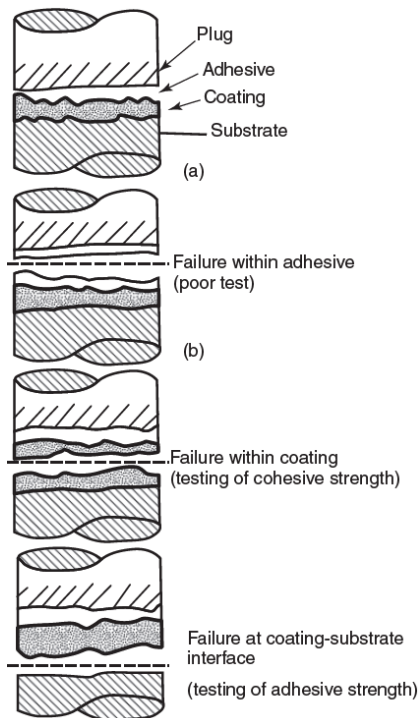 Plug
Adhesive
Coating
Substrate
(a)
Failure within adhesive
(poor test)
(b)
Failure within coating
(testing of cohesive strength)
Failure at coating-substrate
interface
(testing of adhesive strength)